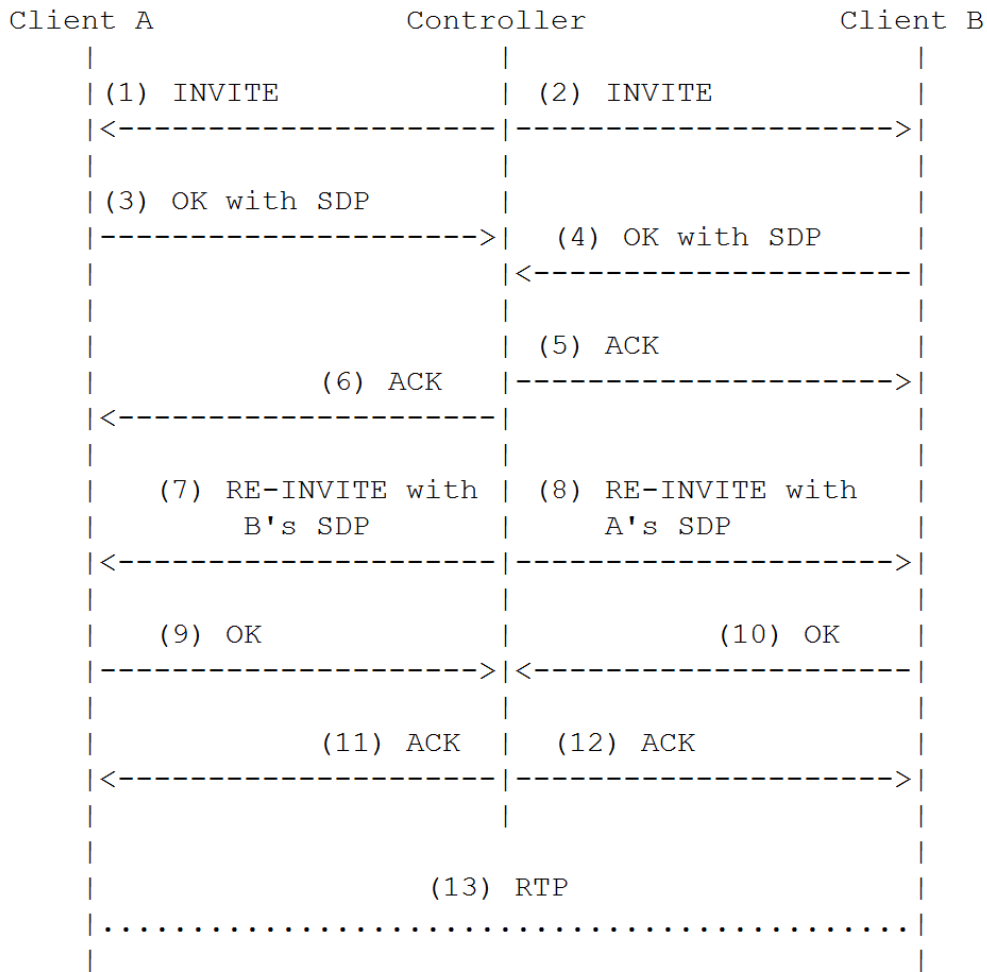 Client A                Controller              Client B
    |                       |                       |
    |(1) INVITE             | (2) INVITE            |
    |<----------------------|---------------------->|
    |                       |                       |
    |(3) OK with SDP        |                       |
    |---------------------->|  (4) OK with SDP      |
    |                       |<----------------------|
    |                       |                       |
    |                       | (5) ACK               |
    |             (6) ACK   |---------------------->|
    |<----------------------|                       |
    |                       |                       |
    |   (7) RE-INVITE with  | (8) RE-INVITE with    |
    |        B's SDP        |     A's SDP           |
    |<----------------------|---------------------->|
    |                       |                       |
    |   (9) OK              |            (10) OK    |
    |---------------------->|<----------------------|
    |                       |                       |
    |             (11) ACK  |  (12) ACK             |
    |<----------------------|---------------------->|
    |                       |                       |
    |                                               |
    |                   (13) RTP                    |
    |...............................................|
    |                                               |